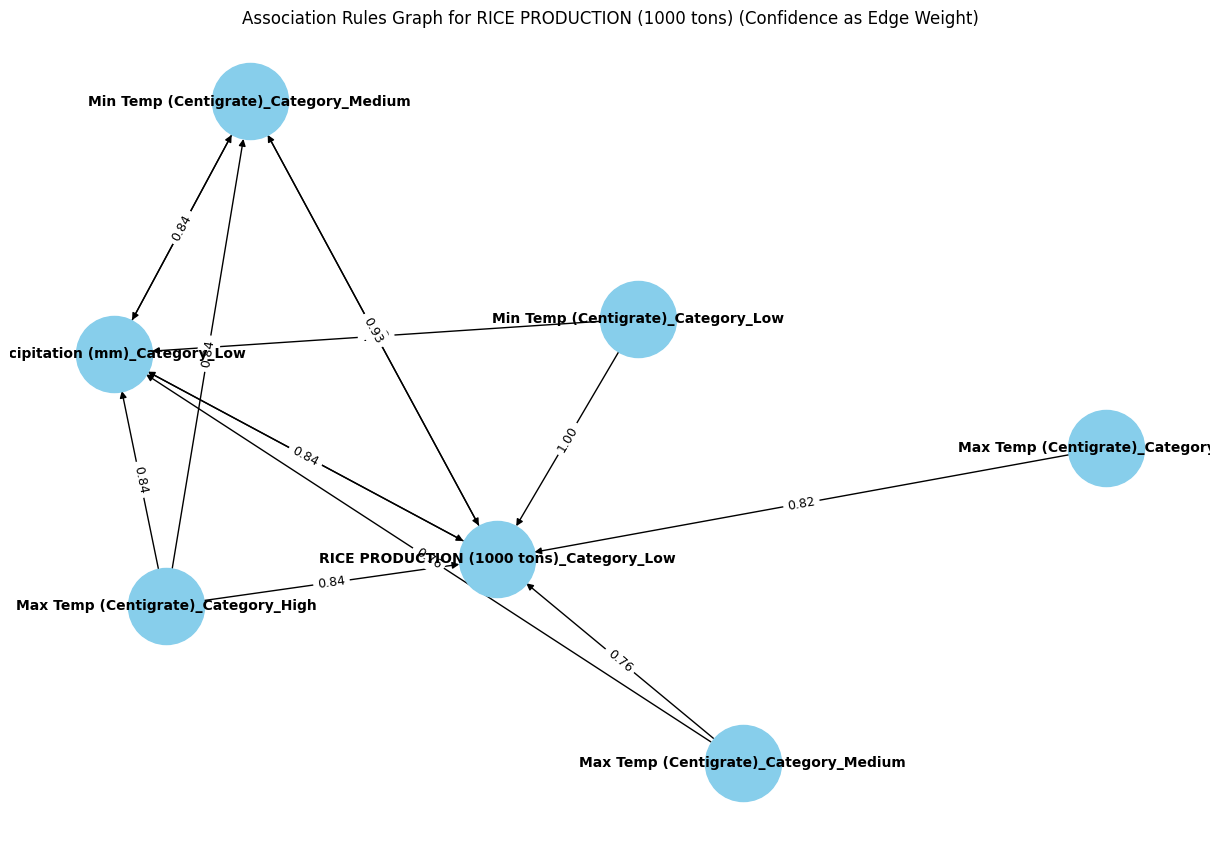 Association Rules Graph for RICE PRODUCTION (1000 tons) (Confidence as Edge Weight)
Min Temp (Centigrate)_Category_Medium
0.84
Min Temp (Centigrate)_Category_Low
0.93
0.84
cipitation (mm)_Category_Low
1.00
Max Temp (Centigrate)_Category
0.84
0.84
0.82
RICE PRODUCTION (1000 tons)_Category_Low
0.84
Max Temp (Centigrate)_Category_High
0.76
Max Temp (Centigrate)_Category_Medium